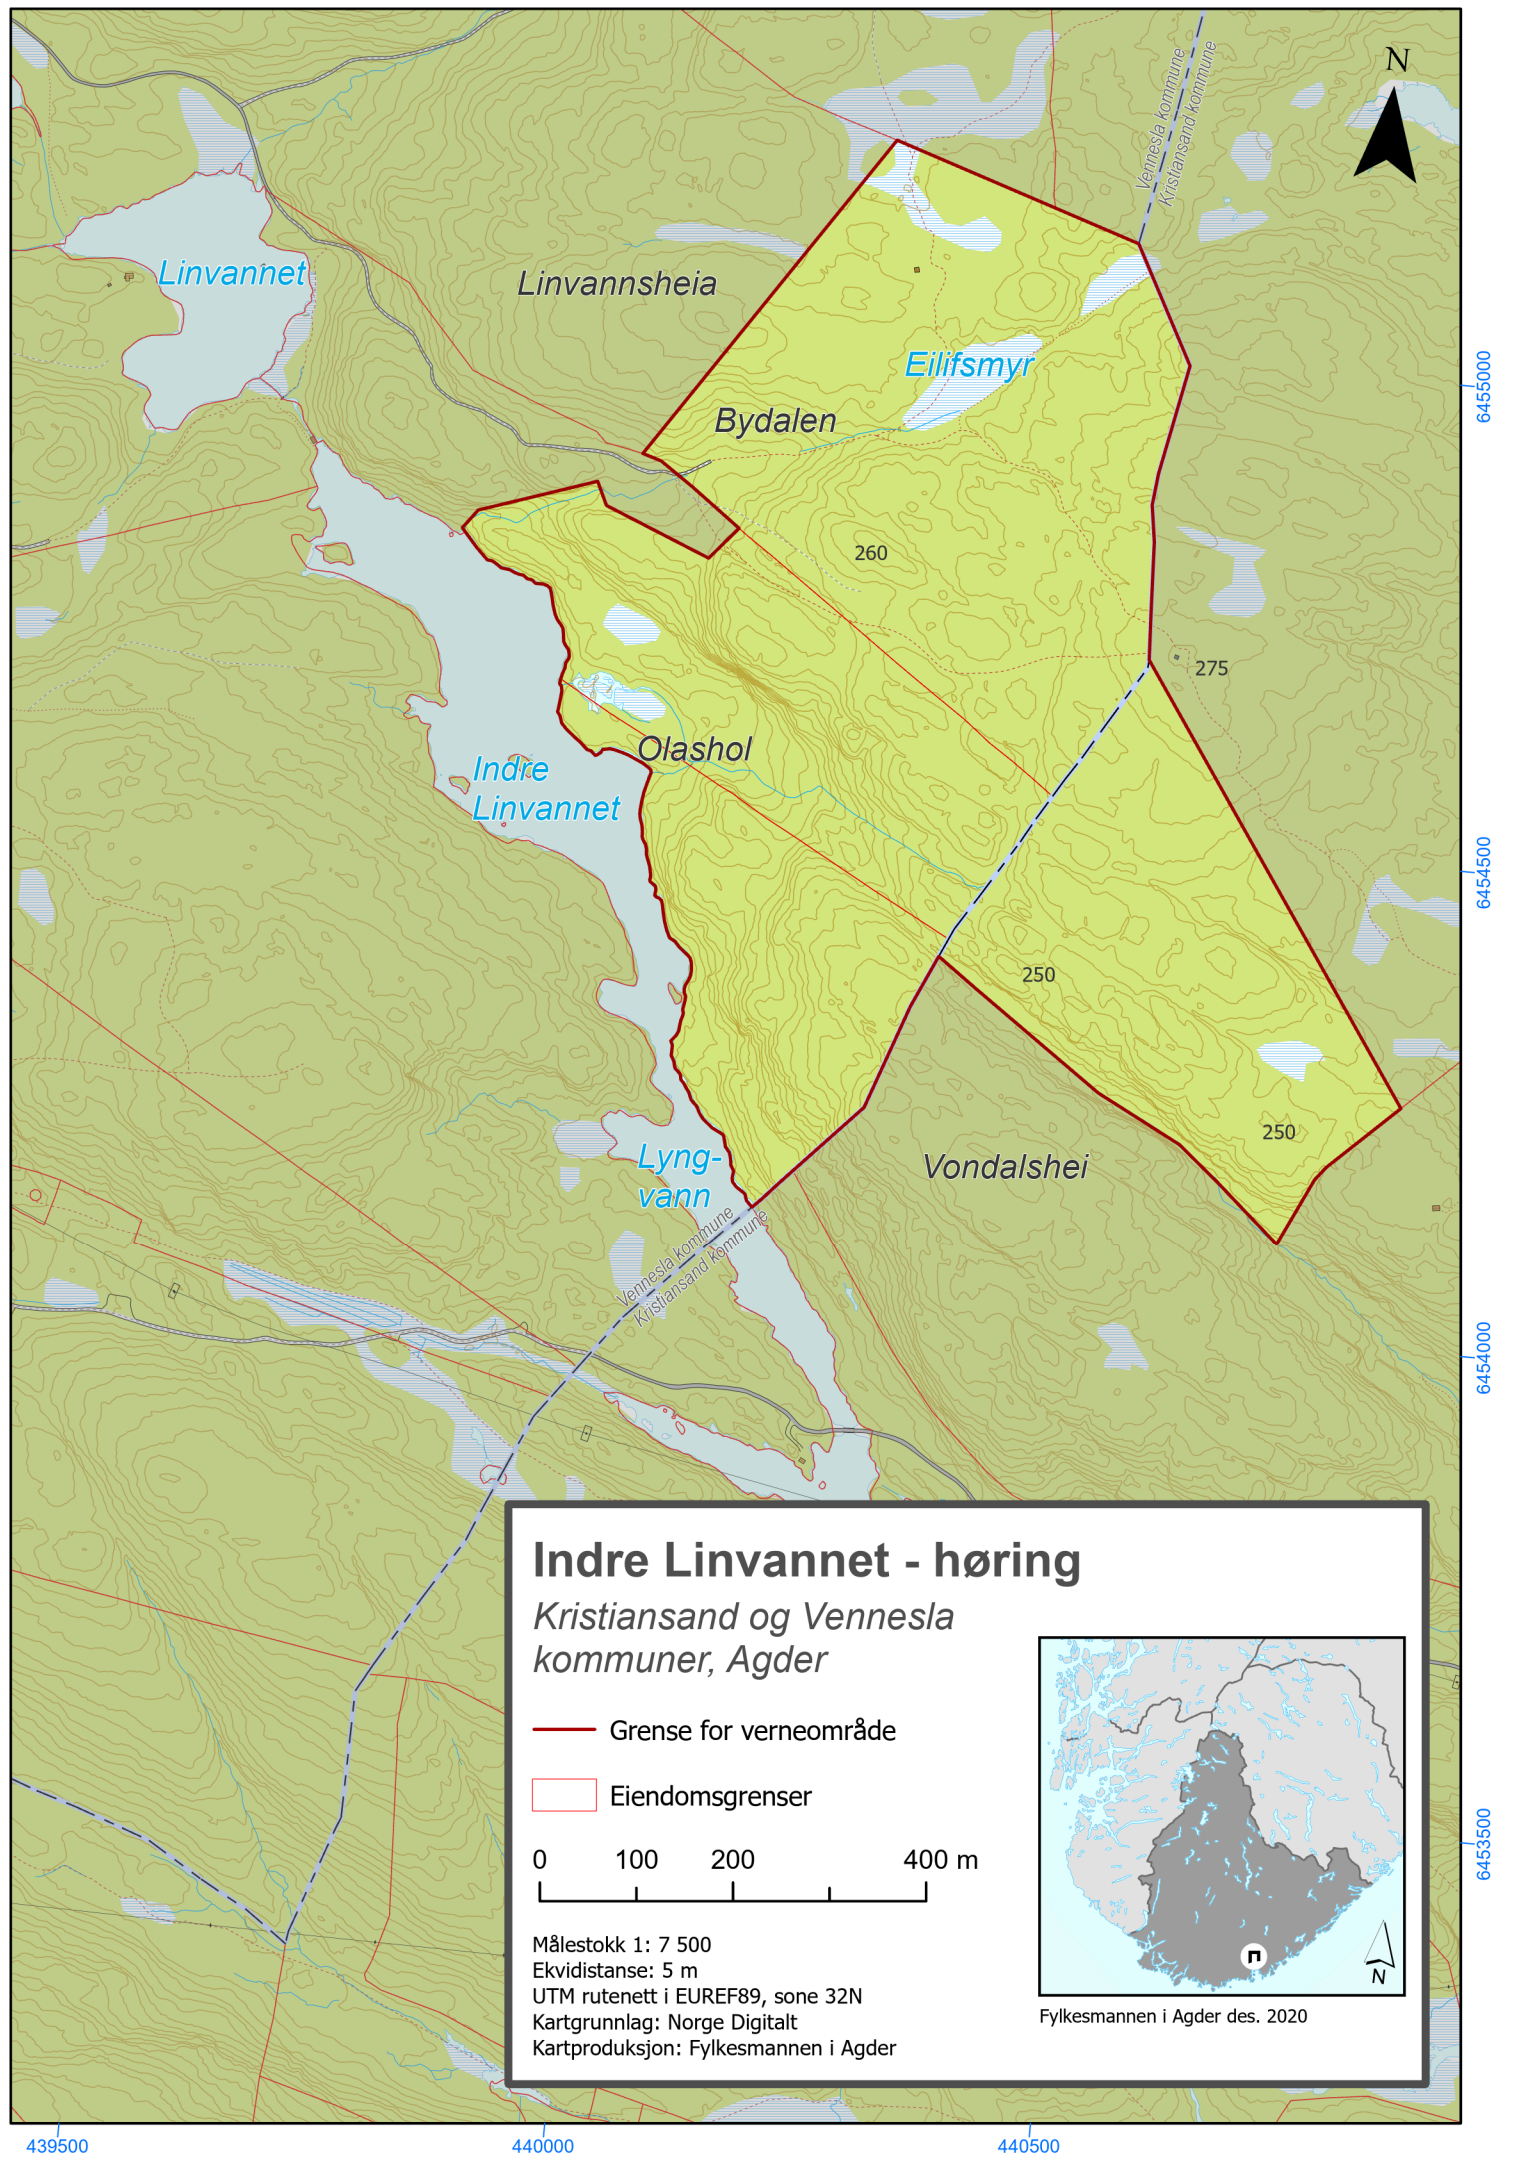 N
Vennesla kommune
Kristiansand kommune
Linvannet
Linvannsheia
Eilifsmyr
6455000
Bydalen
260
275
Olashol
Indre
Linvannet
6454500
250
250
Lyng-
vann
Vondalshei
Vennesla kommune
Kristiansand kommune
6454000
Indre Linvannet - høring
Kristiansand og Vennesla
kommuner, Agder
Grense for verneområde
Eiendomsgrenser
0 100 200 400 m
Målestokk 1: 7 500
Ekvidistanse: 5 m
UTM rutenett i EUREF89, sone 32N
Kartgrunnlag: Norge Digitalt
Kartproduksjon: Fylkesmannen i Agder
N
Fylkesmannen i Agder des. 2020
6453500
439500 440000 440500